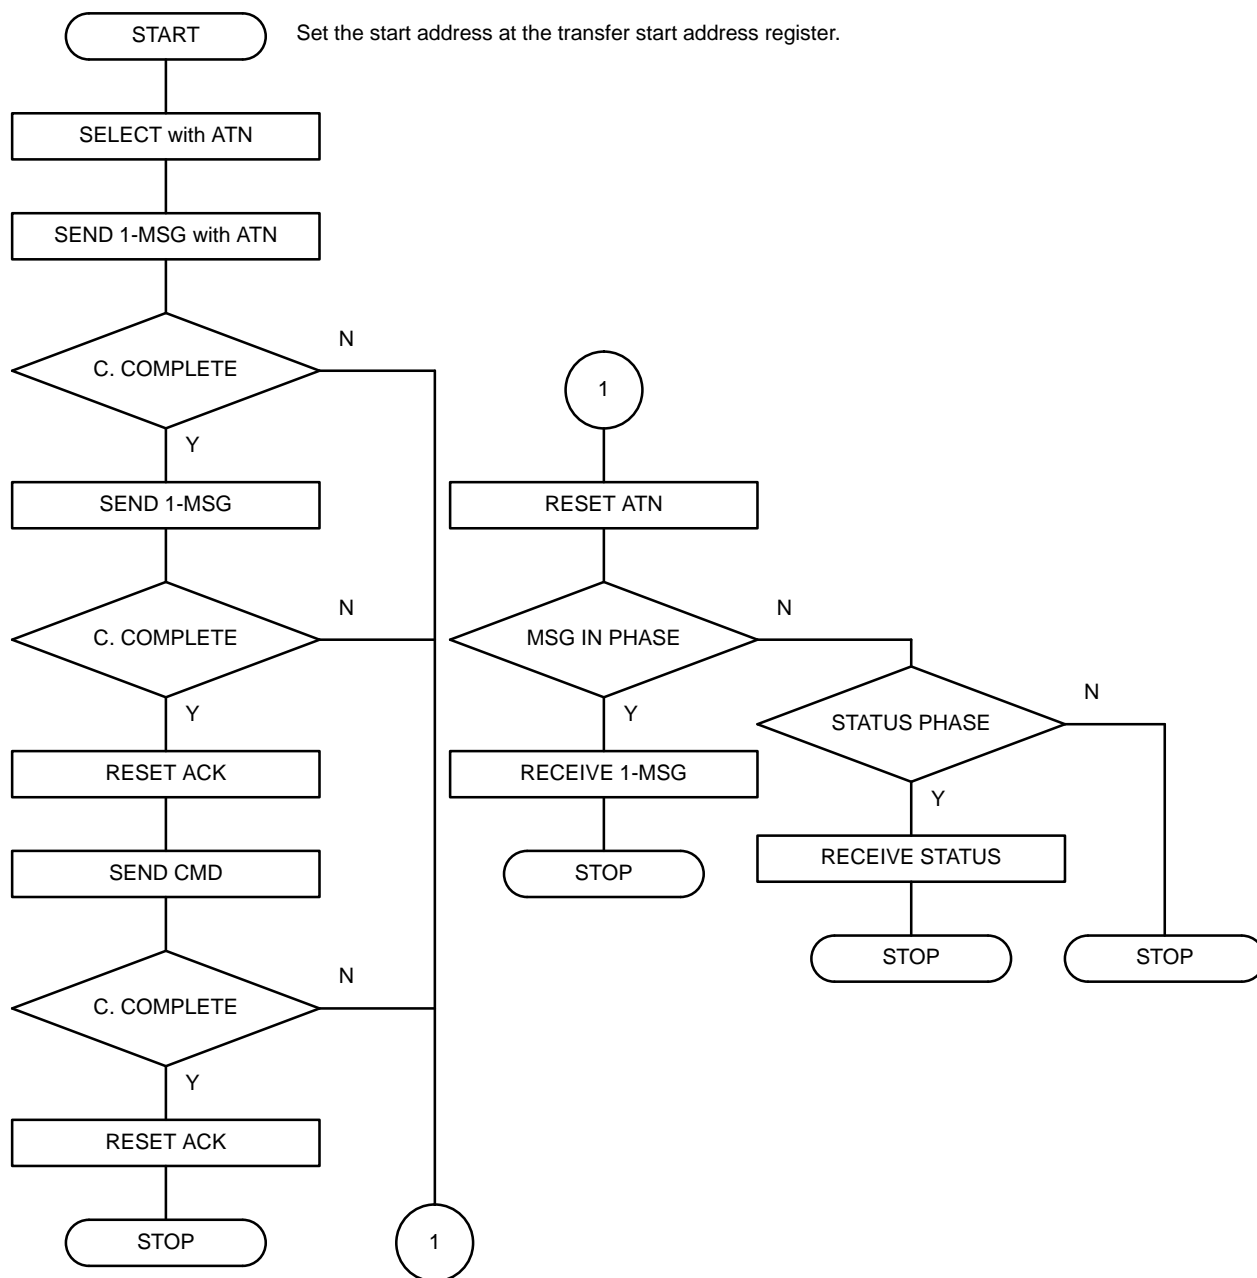 START
Set the start address at the transfer start address register.
SELECT with ATN
SEND 1-MSG with ATN
C. COMPLETE
N
Y
SEND 1-MSG
C. COMPLETE
N
Y
RESET ACK
SEND CMD
C. COMPLETE
N
Y
RESET ACK
STOP
1
1
RESET ATN
MSG IN PHASE
N
Y
RECEIVE 1-MSG
STOP
STATUS PHASE
N
Y
RECEIVE STATUS
STOP
STOP